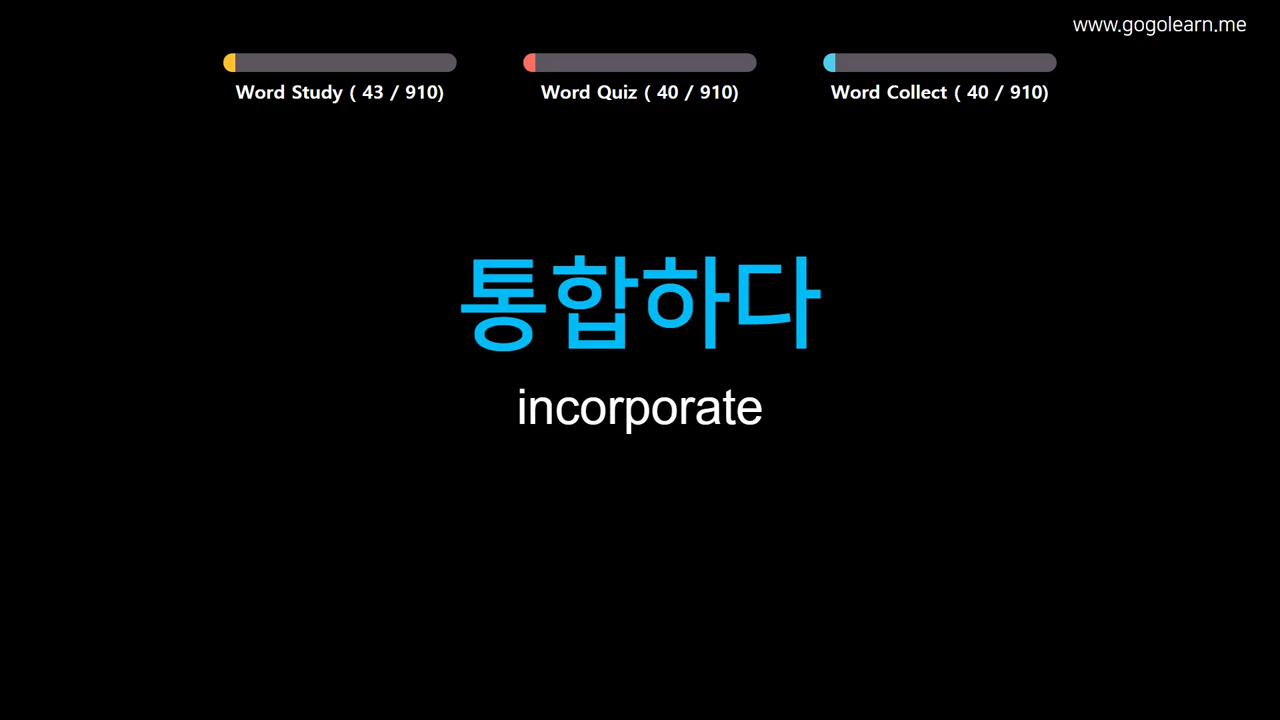 www.gogolearn.me
Word Study ( 43 / 910)
Word Quiz ( 40 / 910)
Word Collect ( 40 / 910)
통합하다
incorporate